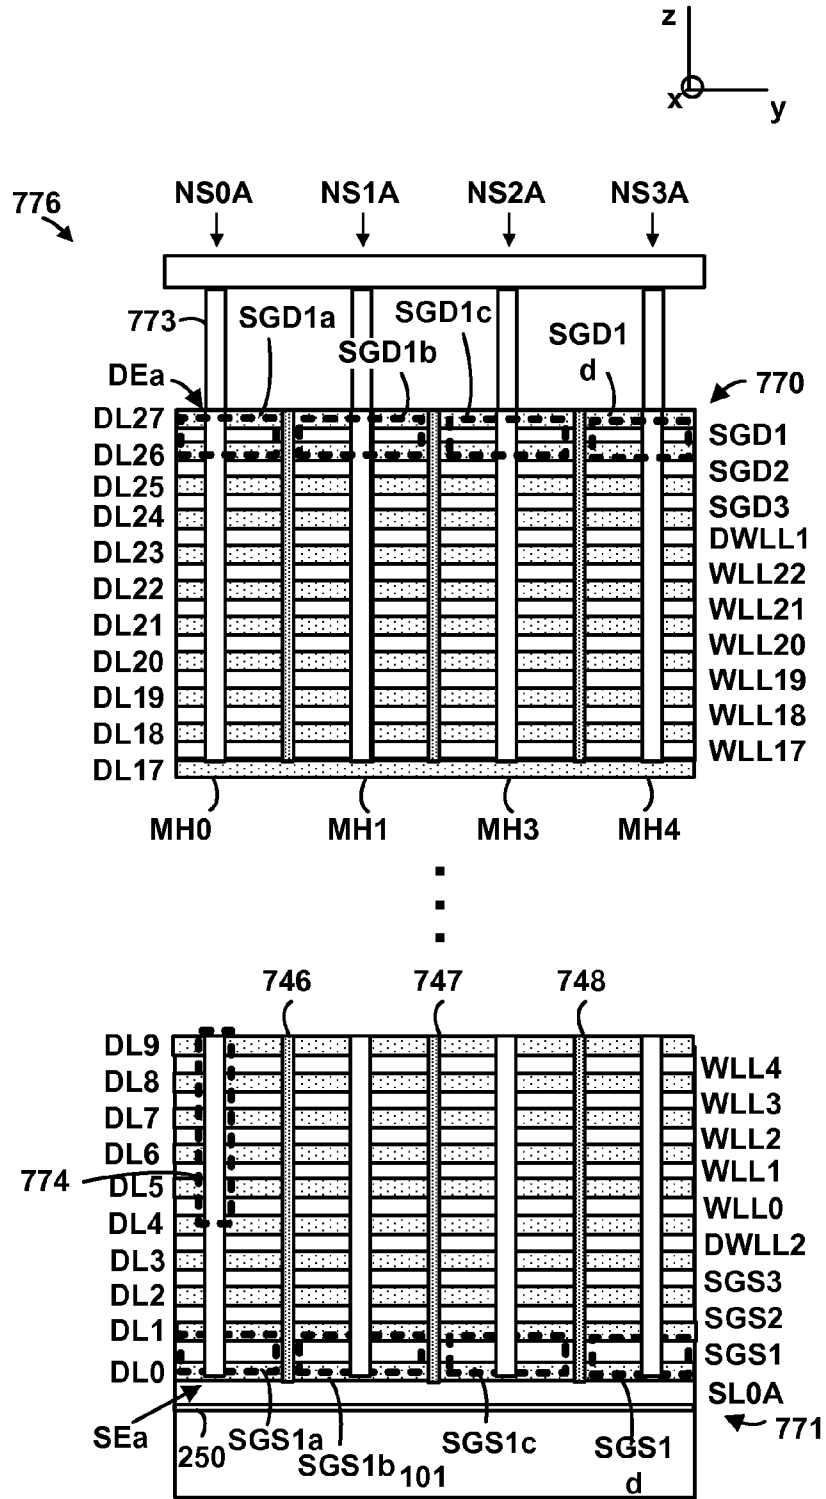 z
x
y
776
NS0A NS1A NS2A NS3A
773
SGD1a
SGD1b
SGD1c
SGD1
d
DEa
770
DL27
SGD1
DL26
SGD2
DL25
SGD3
DL24
DWLL1
DL23
WLL22
DL22
WLL21
DL21
WLL20
DL20
WLL19
DL19
WLL18
DL18
WLL17
DL17
MH0 MH1 MH3 MH4
746 747 748
DL9
WLL4
DL8
WLL3
DL7
WLL2
DL6
WLL1
774
DL5
WLL0
DL4
DWLL2
DL3
SGS3
DL2
SGS2
DL1
SGS1
DL0
SL0A
SEa
771
250
SGS1a
SGS1b
101
SGS1c
SGS1
d